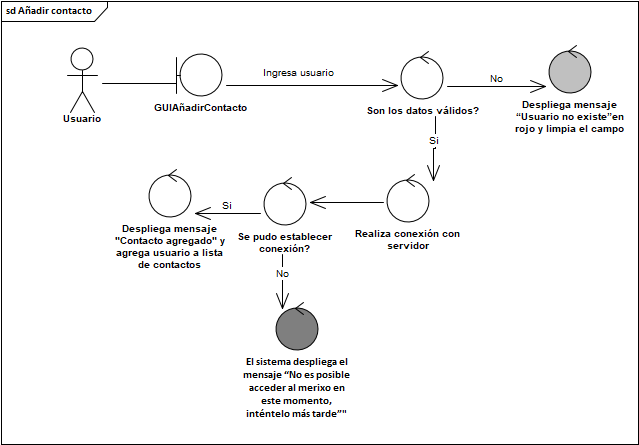 sd Añadir contacto
Usuario
GUIAñadirContacto
Ingresa usuario
Son los datos válidos?
No
Despliega mensaje
“Usuario no existe”en
rojo y limpia el campo
Si
Realiza conexión con
servidor
Se pudo establecer
conexión?
Si
Despliega mensaje
"Contacto agregado" y
agrega usuario a lista
de contactos
No
El sistema despliega el
mensaje “No es posible
acceder al merixo en
este momento,
inténtelo más tarde”"